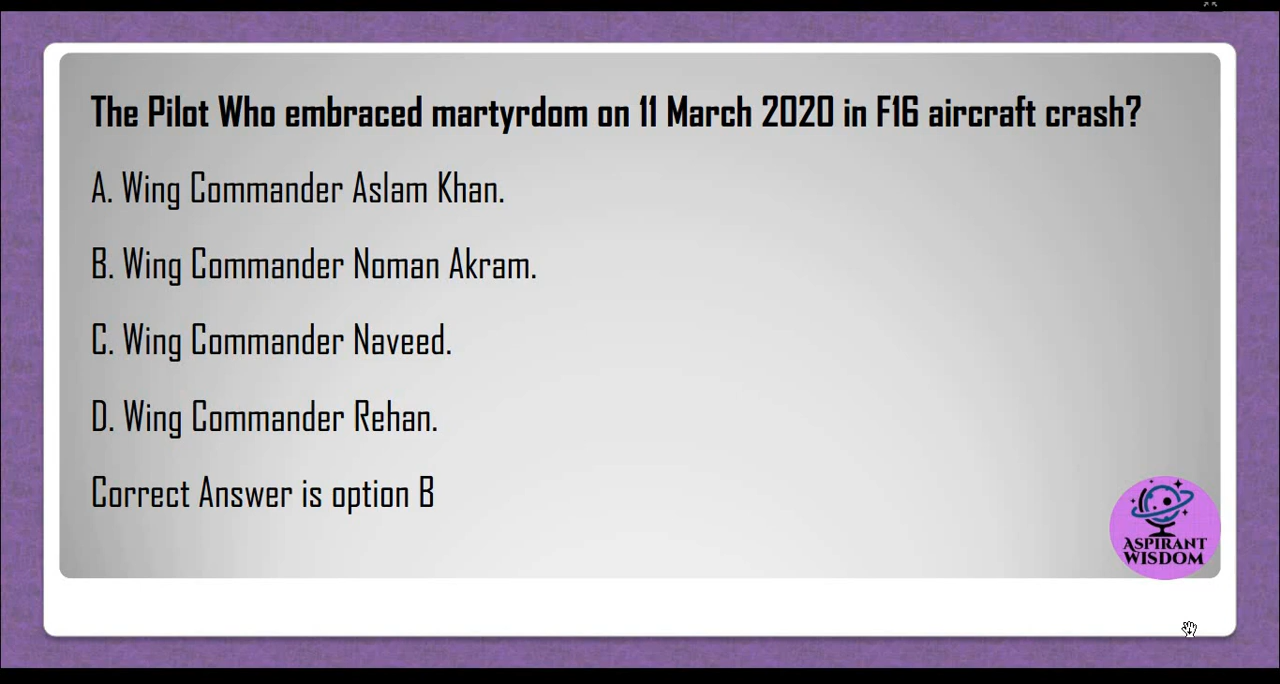 The Pilot Who embraced martyrdom on 11 March 2020 in F16 aircraft crash?
A. Wing Commander Aslam Khan.
B. Wing Commander Noman Akram.
C. Wing Commander Naveed.
D. Wing Commander Rehan.
Correct Answer is option B
ASPIRANT
WISDOM